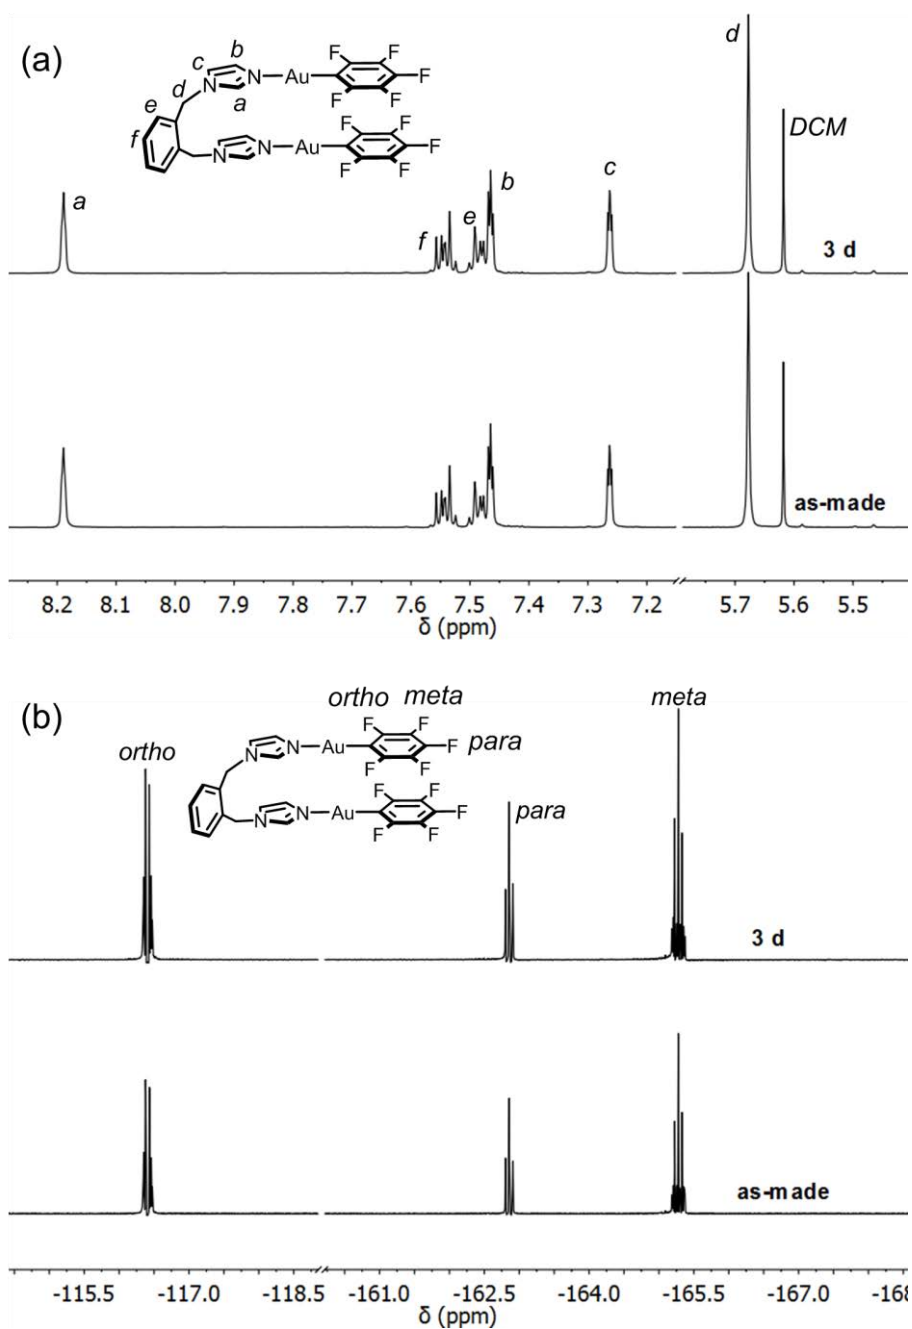 (a)
c b F F
N N Au F
d a F F
e
f F F
N N Au F
F F
a
f
e
b
c
d
DCM
3 d
as-made
8.2 8.1 8.0 7.9 7.8 7.7 7.6 7.5 7.4 7.3 7.2 5.7 5.6 5.5
δ (ppm)
(b)
ortho meta
F F
N N Au F para
F F
F F
N N Au F
F F
ortho
para
meta
3 d
as-made
-115.5 -117.0 -118.5 -161.0 -162.5 -164.0 -165.5 -167.0 -168
δ (ppm)